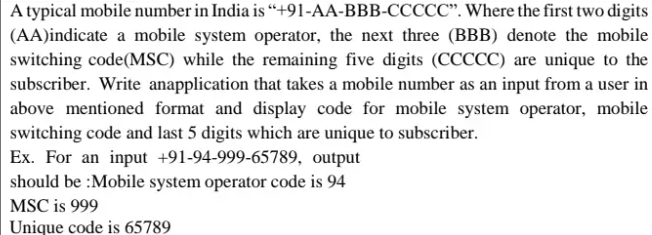 A typical mobile number in India is “+91-AA-BBB-CCCCC”. Where the first two digits
(AA)indicate a mobile system operator, the next three (BBB) denote the mobile
switching code(MSC) while the remaining five digits (CCCCC) are unique to the
subscriber. Write anapplication that takes a mobile number as an input from a user in
above mentioned format and display code for mobile system operator, mobile
switching code and last 5 digits which are unique to subscriber.
Ex. For an input +91-94-999-65789, output
should be :Mobile system operator code is 94
MSC is 999
Unique code is 65789